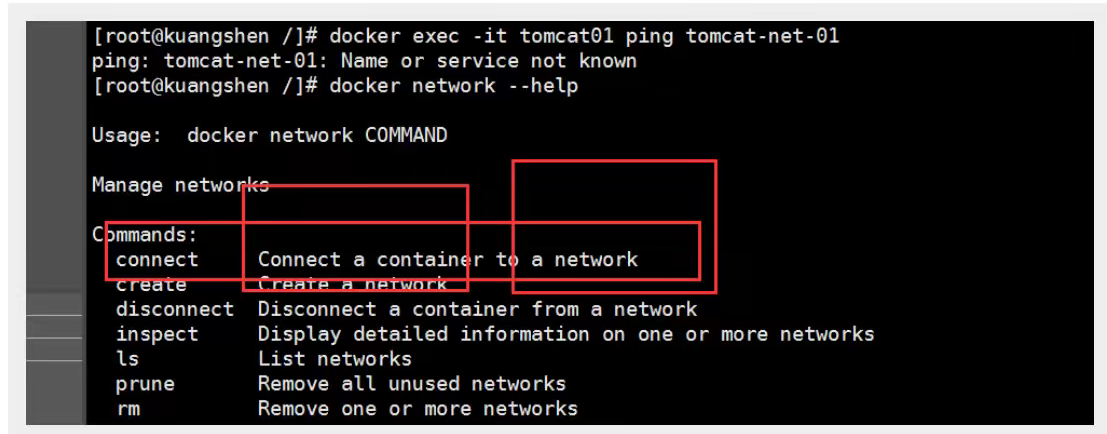 [root@kuangshen /]# docker exec -it tomcat01 ping tomcat-net-01
ping: tomcat-net-01: Name or service not known
[root@kuangshen /]# docker network --help
Usage:  docker network COMMAND
Manage networks
Commands:
  connect     Connect a container to a network
  create      Create a network
  disconnect  Disconnect a container from a network
  inspect     Display detailed information on one or more networks
  ls          List networks
  prune       Remove all unused networks
  rm          Remove one or more networks